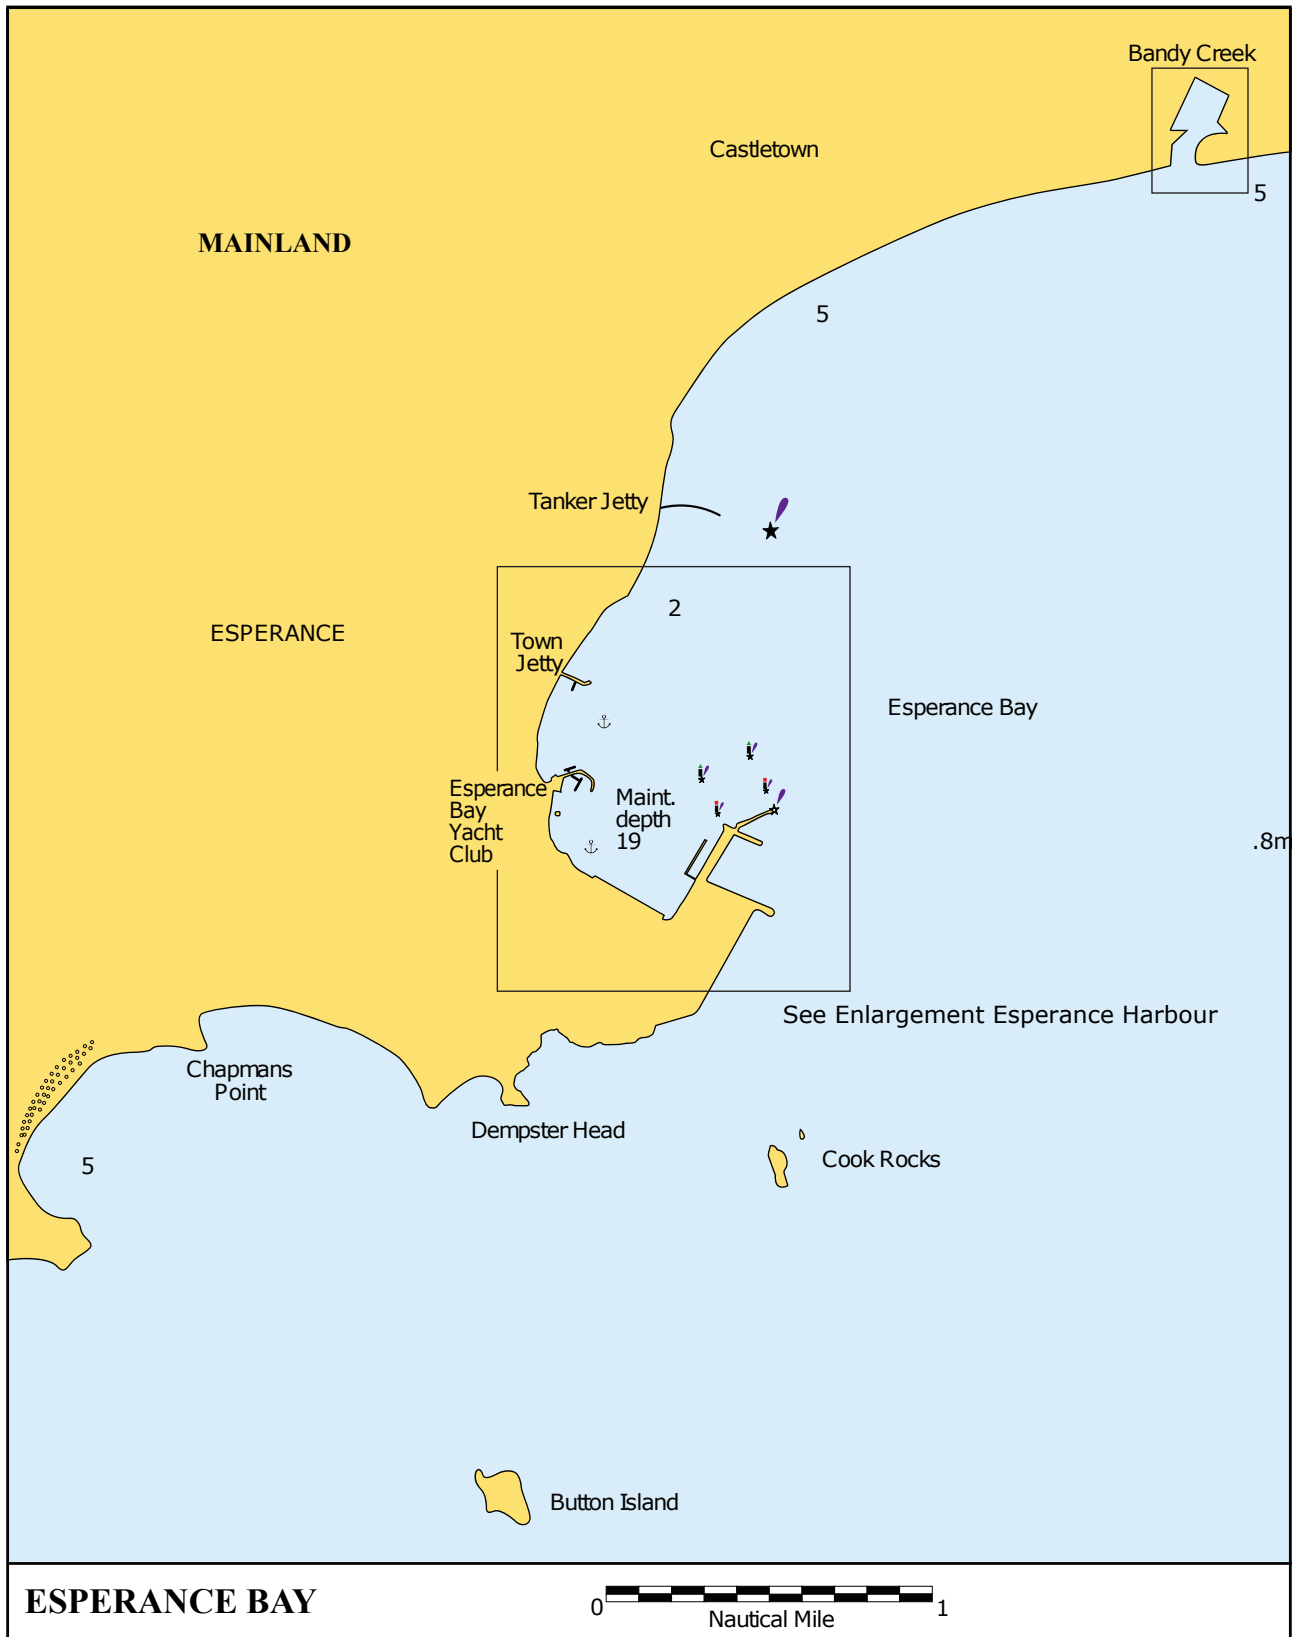 Bandy Creek
Castletown
5
MAINLAND
5
Tanker Jetty
2
ESPERANCE
Town
Jetty
Esperance Bay
Esperance
Bay
Yacht
Club
Maint.
depth
19
.8m
See Enlargement Esperance Harbour
Chapmans
Point
Dempster Head
5
Cook Rocks
Button Island
ESPERANCE BAY
0
1
Nautical Mile